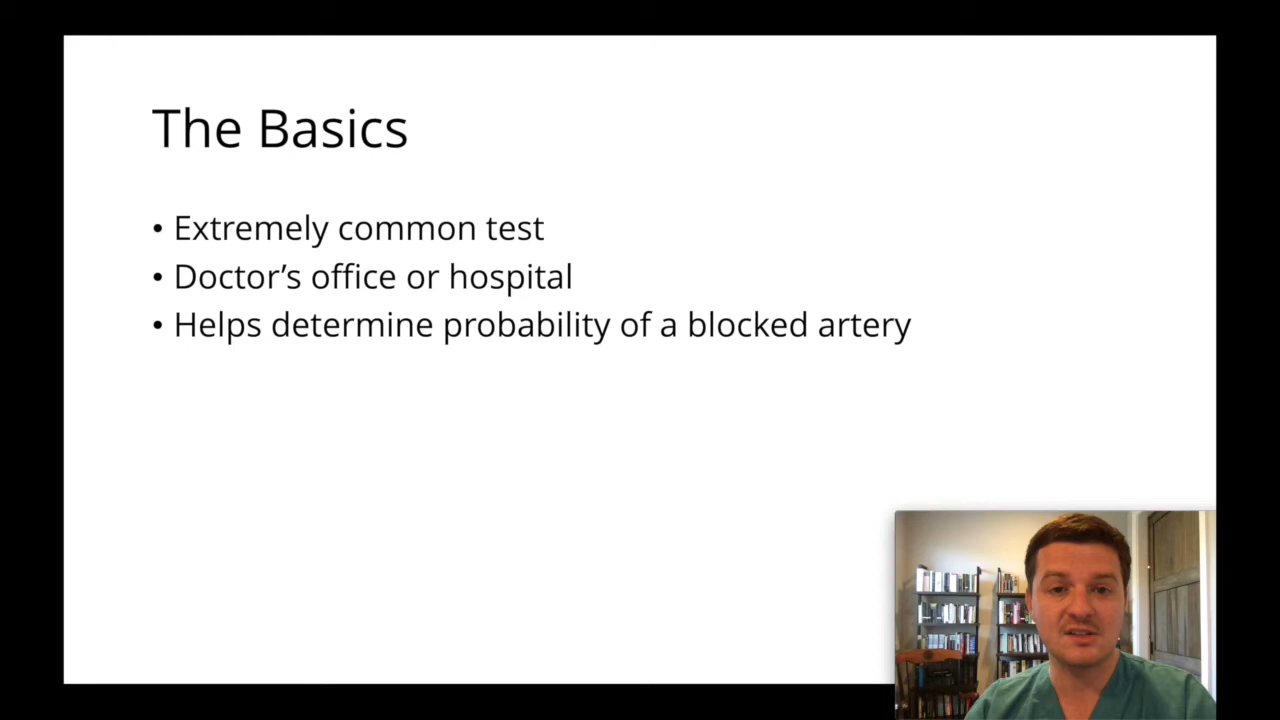 The Basics
• Extremely common test
• Doctor’s office or hospital
• Helps determine probability of a blocked artery